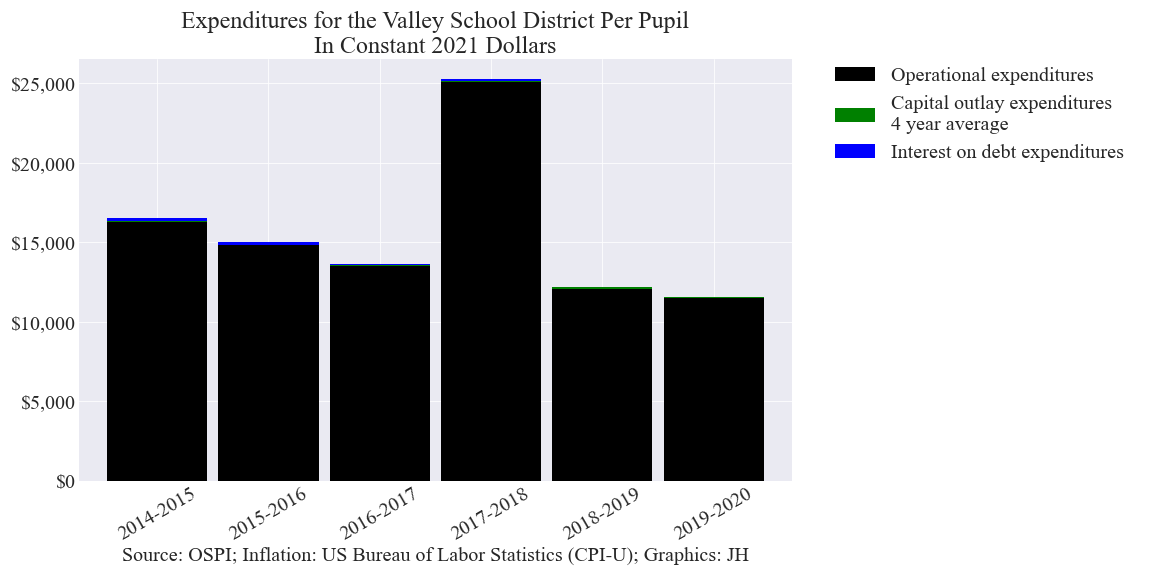 Expenditures for the Valley School District Per Pupil
In Constant 2021 Dollars
$25,000
$20,000
$15,000
$10,000
$5,000
$0
Operational expenditures
Capital outlay expenditures
4 year average
Interest on debt expenditures
2014-2015
2015-2016
2016-2017
2017-2018
2018-2019
2019-2020
Source: OSPI; Inflation: US Bureau of Labor Statistics (CPI-U); Graphics: JH